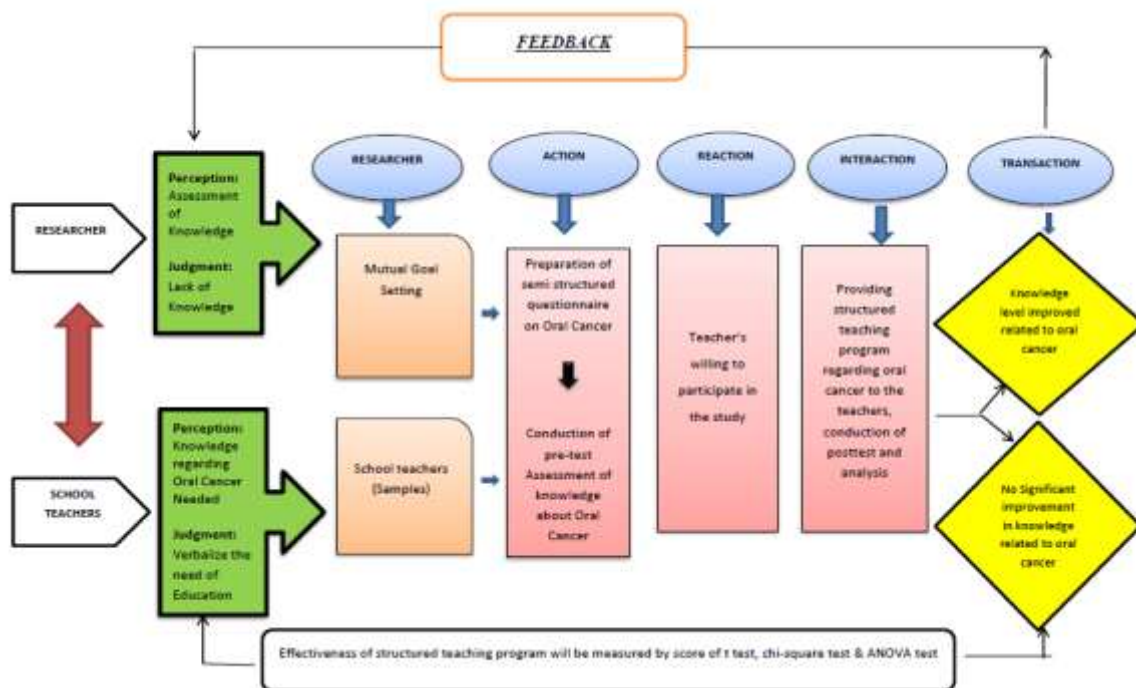 FEEDBACK
RESEARCHER
ACTION
REACTION
INTERACTION
TRANSACTION
RESEARCHER
Perception:
Assessment
of
Knowledge
Judgment:
Lack of
Knowledge
Mutual Goal
Setting
Preparation of
semi structured
questionnaire
on Oral Cancer
Conduction of
pre-test
Assessment of
knowledge
about Oral
Cancer
Teacher's
willing to
participate in
the study
Providing
structured
teaching
program
regarding oral
cancer to the
teachers,
conduction of
posttest and
analysis
Knowledge
level improved
related to oral
cancer
SCHOOL
TEACHERS
Perception:
Knowledge
regarding
Oral Cancer
Needed
Judgment:
Verbalize the
need of
Education
School teachers
(Samples)
No Significant
improvement
in knowledge
related to oral
cancer
Effectiveness of structured teaching program will be measured by score of t test, chi-square test & ANOVA test